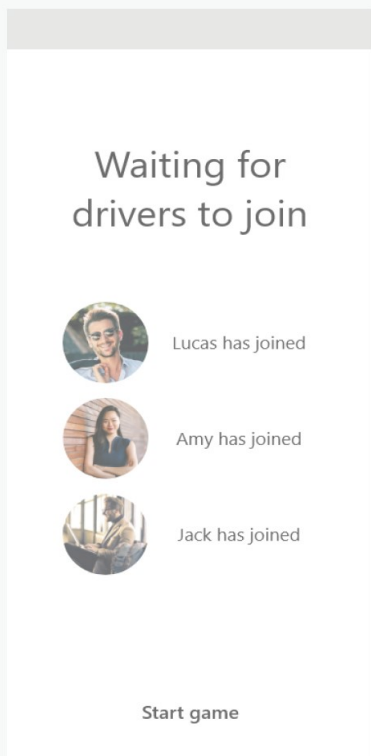 Waiting for
drivers to join
Lucas has joined
Amy has joined
Jack has joined
Start game